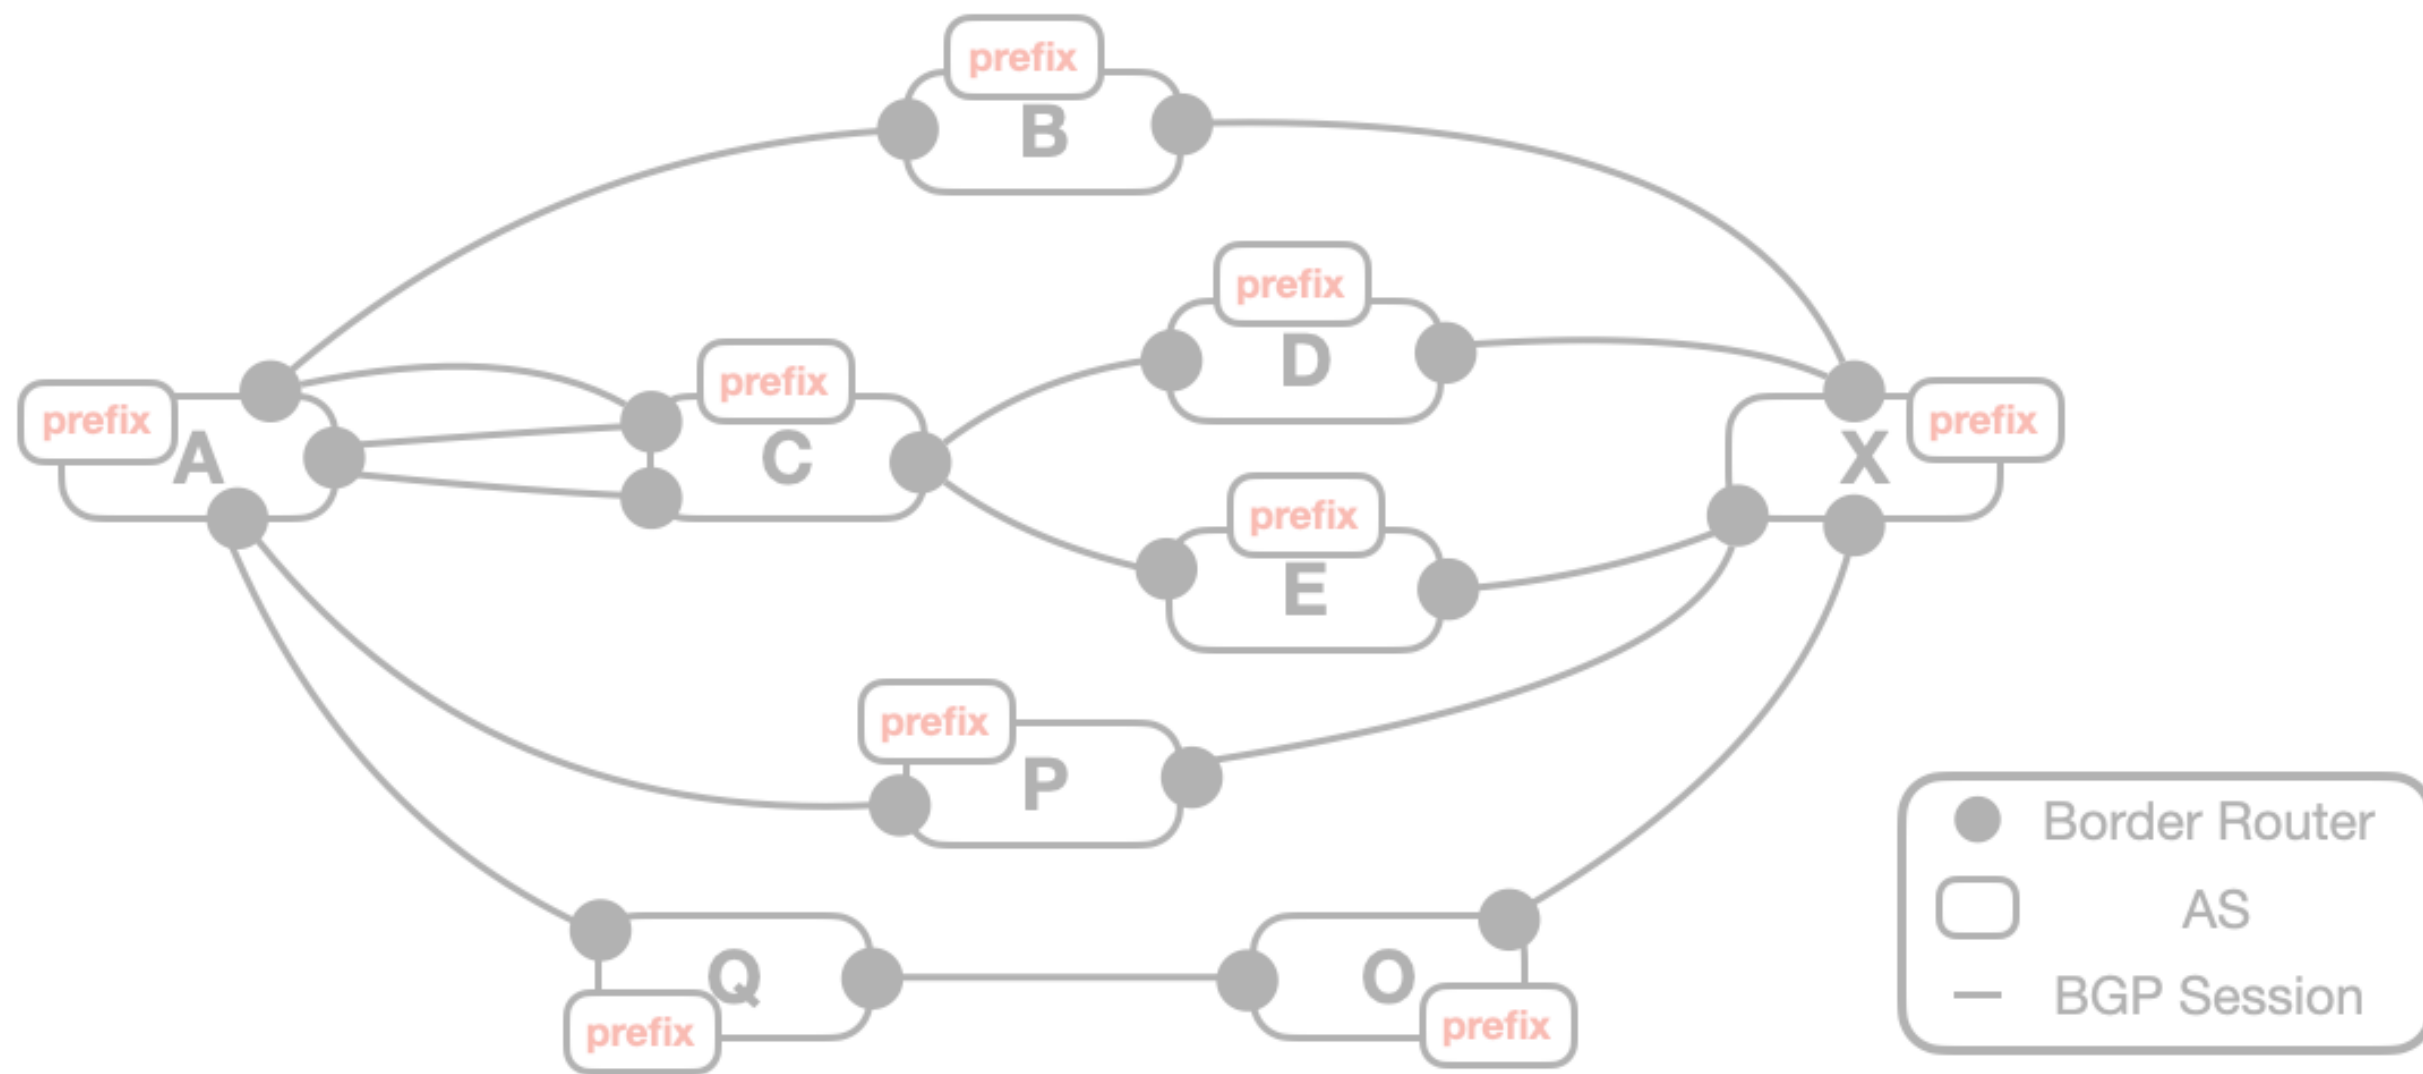 prefix
B
prefix
D
prefix
C
prefix
A
prefix
X
prefix
E
prefix
P
Q
prefix
O
prefix
Border Router
AS
BGP Session